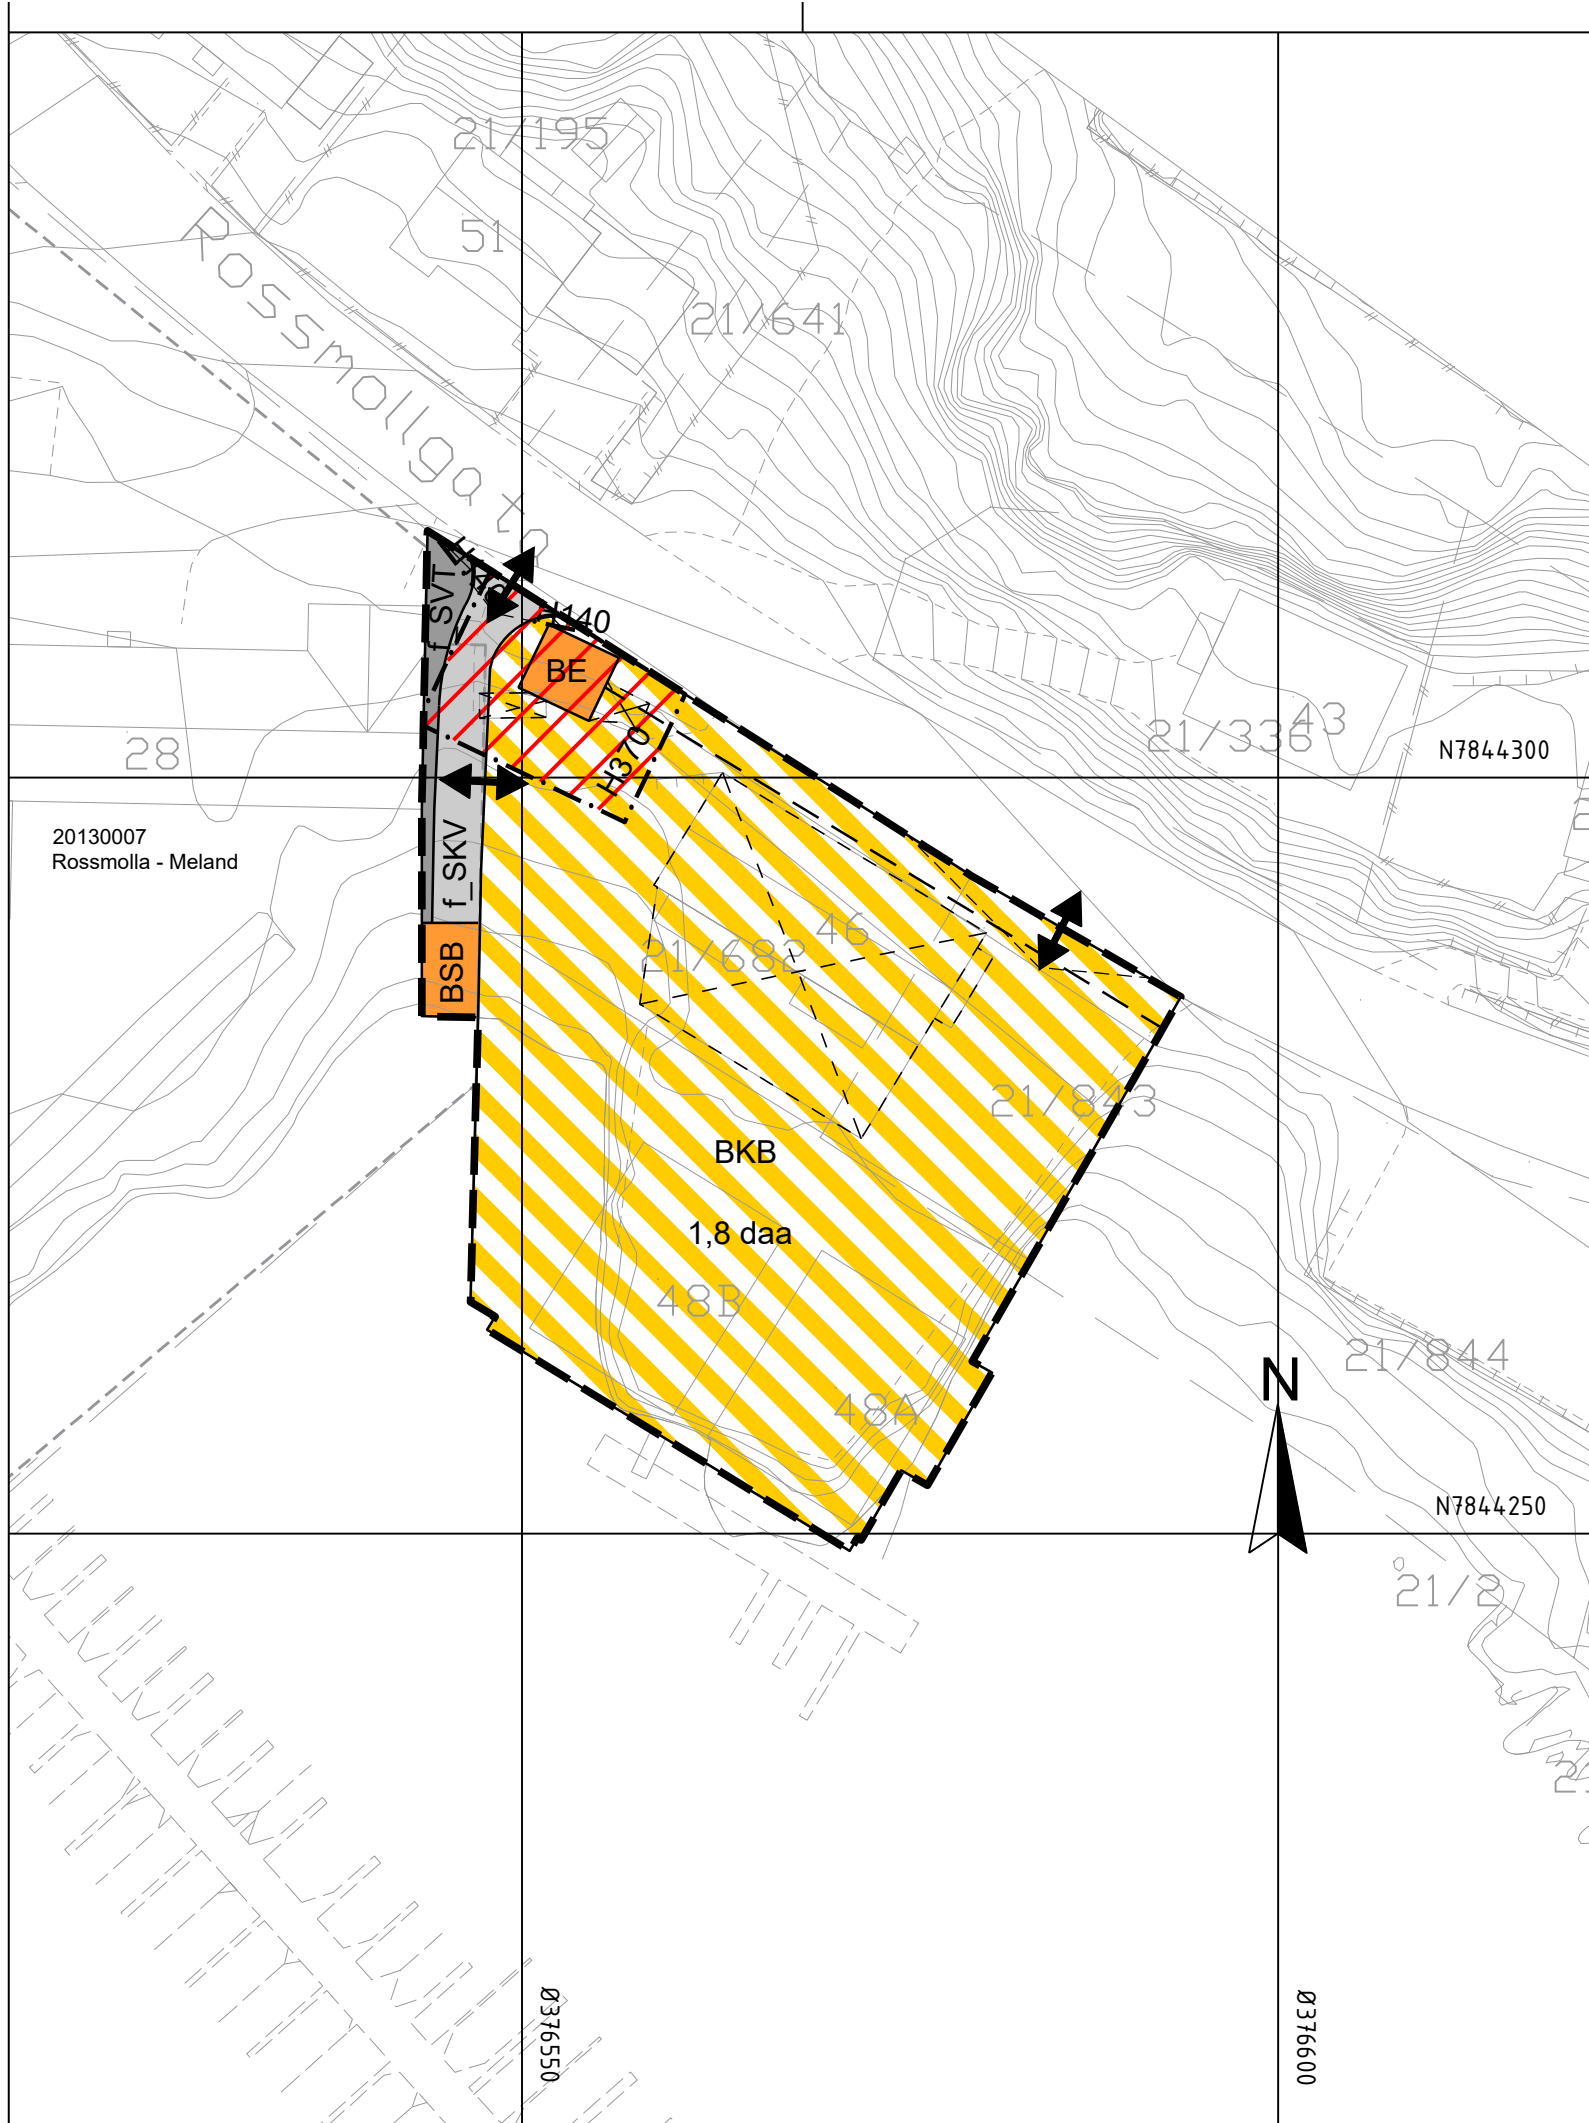 21/195
51
Rossmollgata
21/641
f_SVT
H140
BE
H370
28
21/336
43
N7844300
20130007
Rossmolla - Meland
f_SKV
BSB
46
21/682
21/843
BKB
1,8 daa
48B
48A
21/844
N
N7844250
21/2
Ø376550
Ø376600